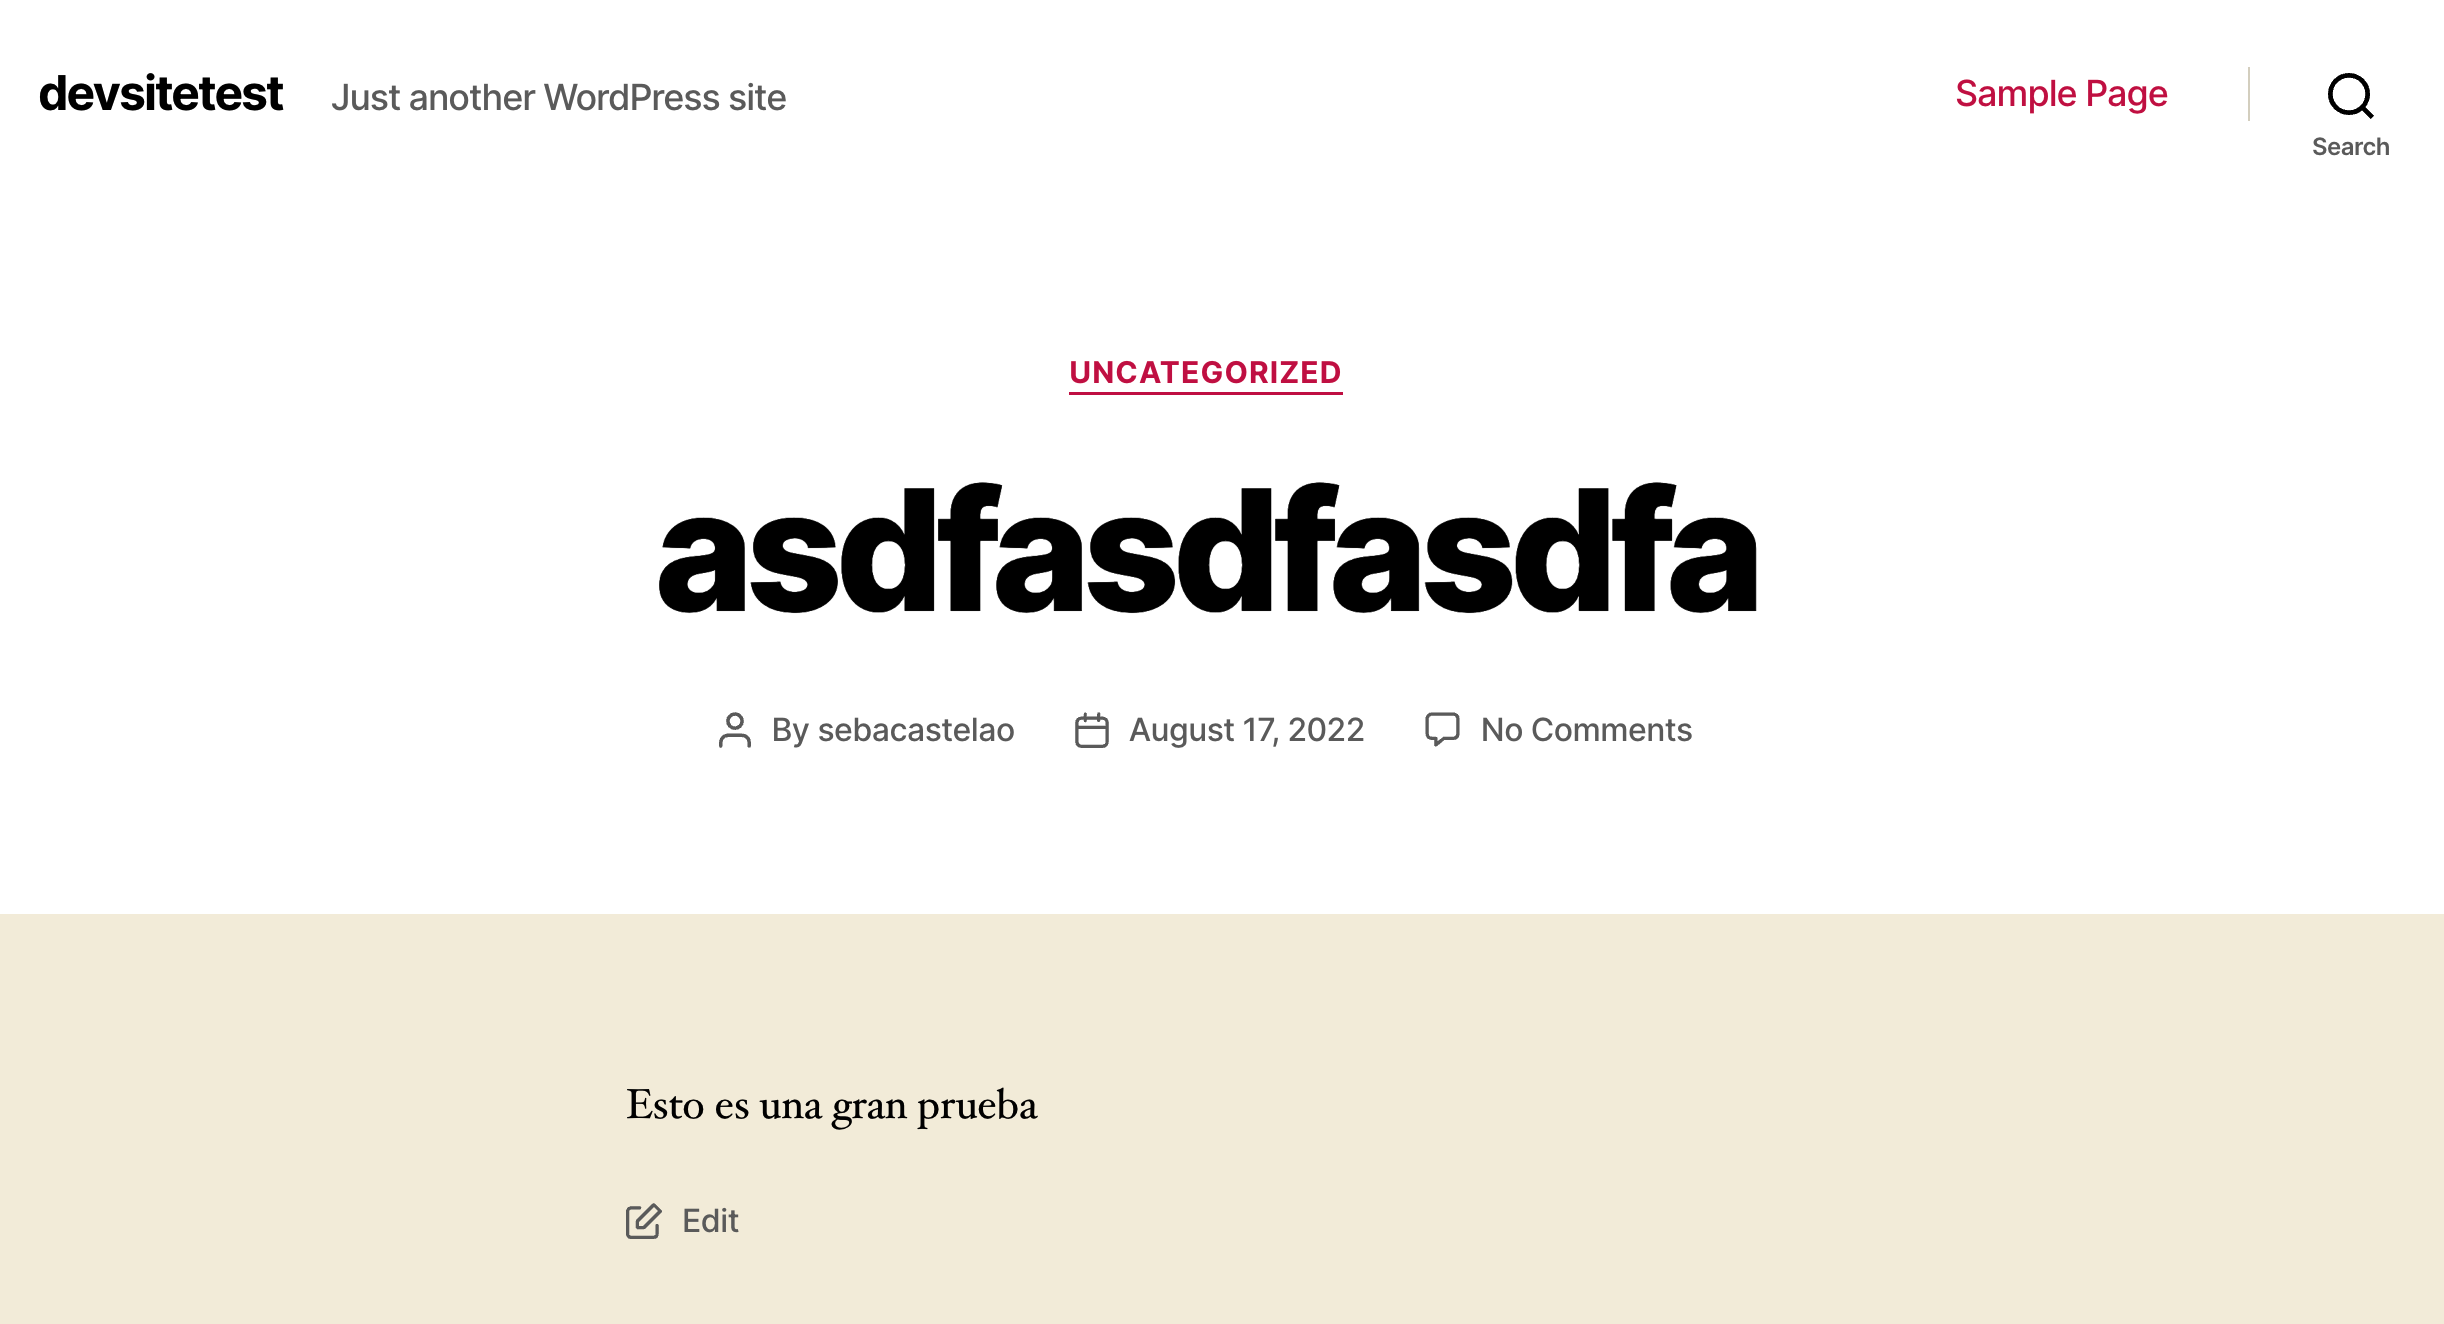 devsitetest Just another WordPress site Sample Page
Search
UNCATEGORIZED
asdfasdfasdfa
By sebacastelao August 17, 2022 No Comments
Esto es una gran prueba
Edit